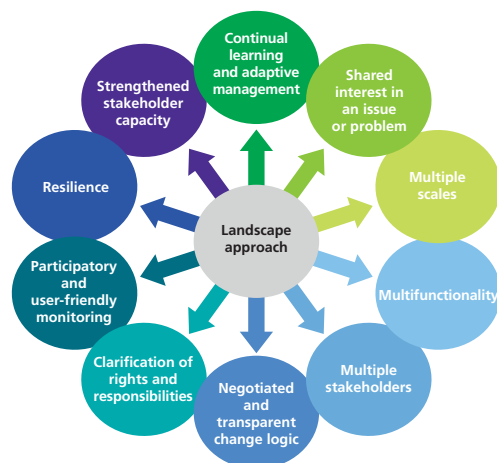 Continual
learning
and adaptive
management
Shared
interest in
an issue
or problem
Multiple
scales
Multifunctionality
Multiple
stakeholders
Negotiated
and
transparent
change logic
Clarification of
rights and
responsibilities
Participatory
and
user-friendly
monitoring
Resilience
Strengthened
stakeholder
capacity
Landscape
approach